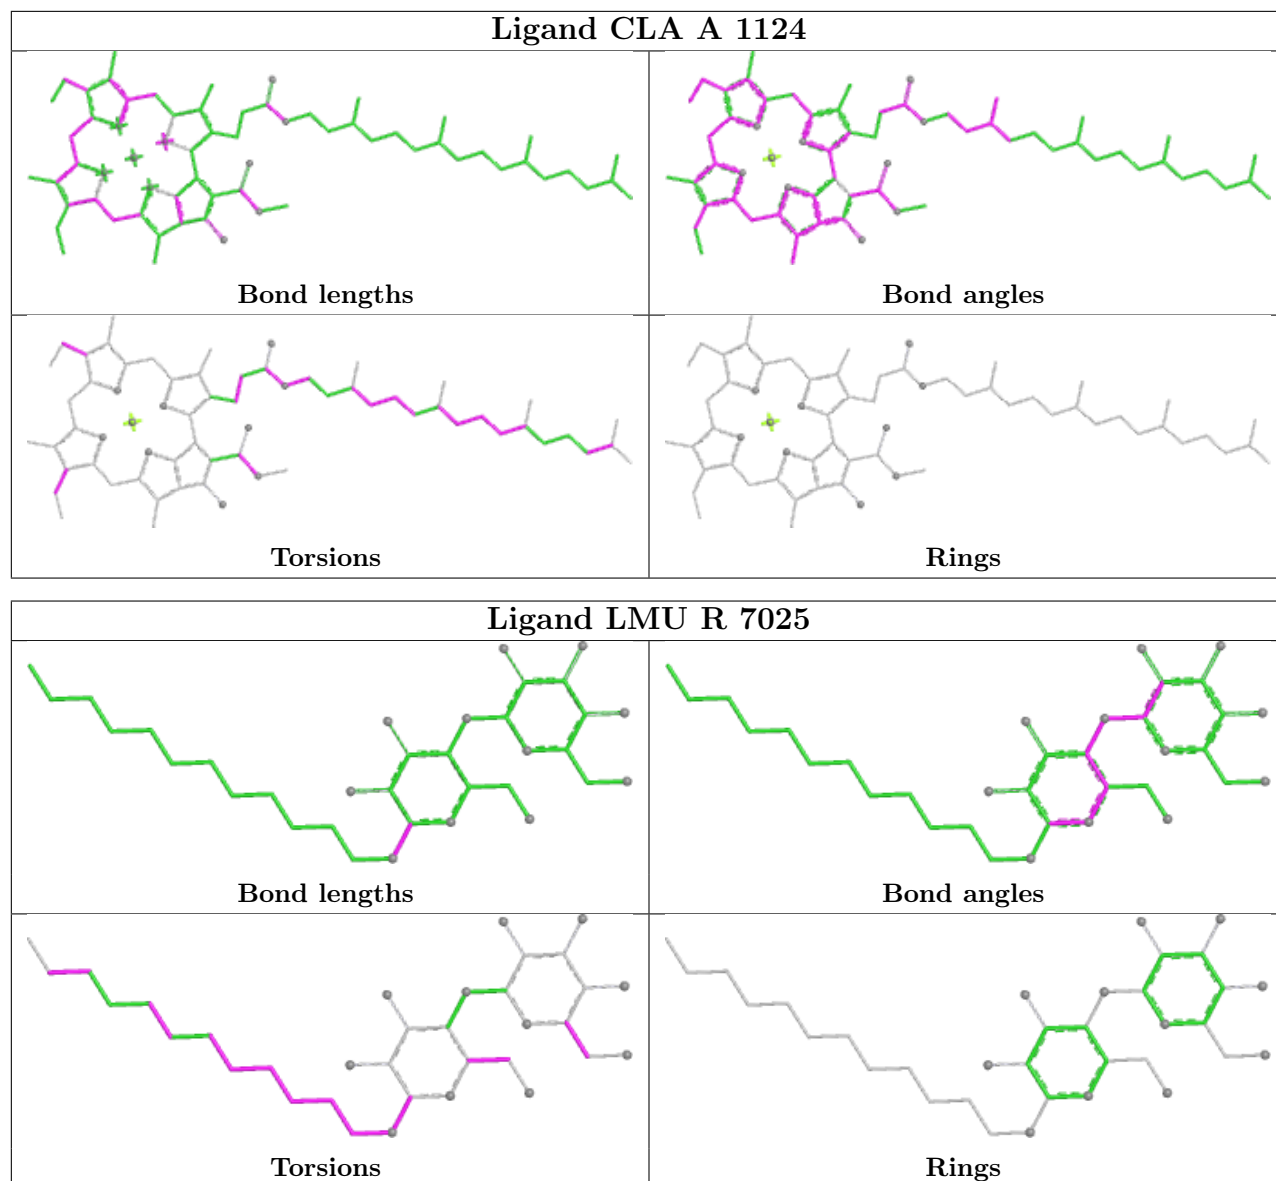 Ligand CLA A 1124
Bond lengths
Bond angles
Torsions
Rings
Ligand LMU R 7025
Bond lengths
Bond angles
Torsions
Rings